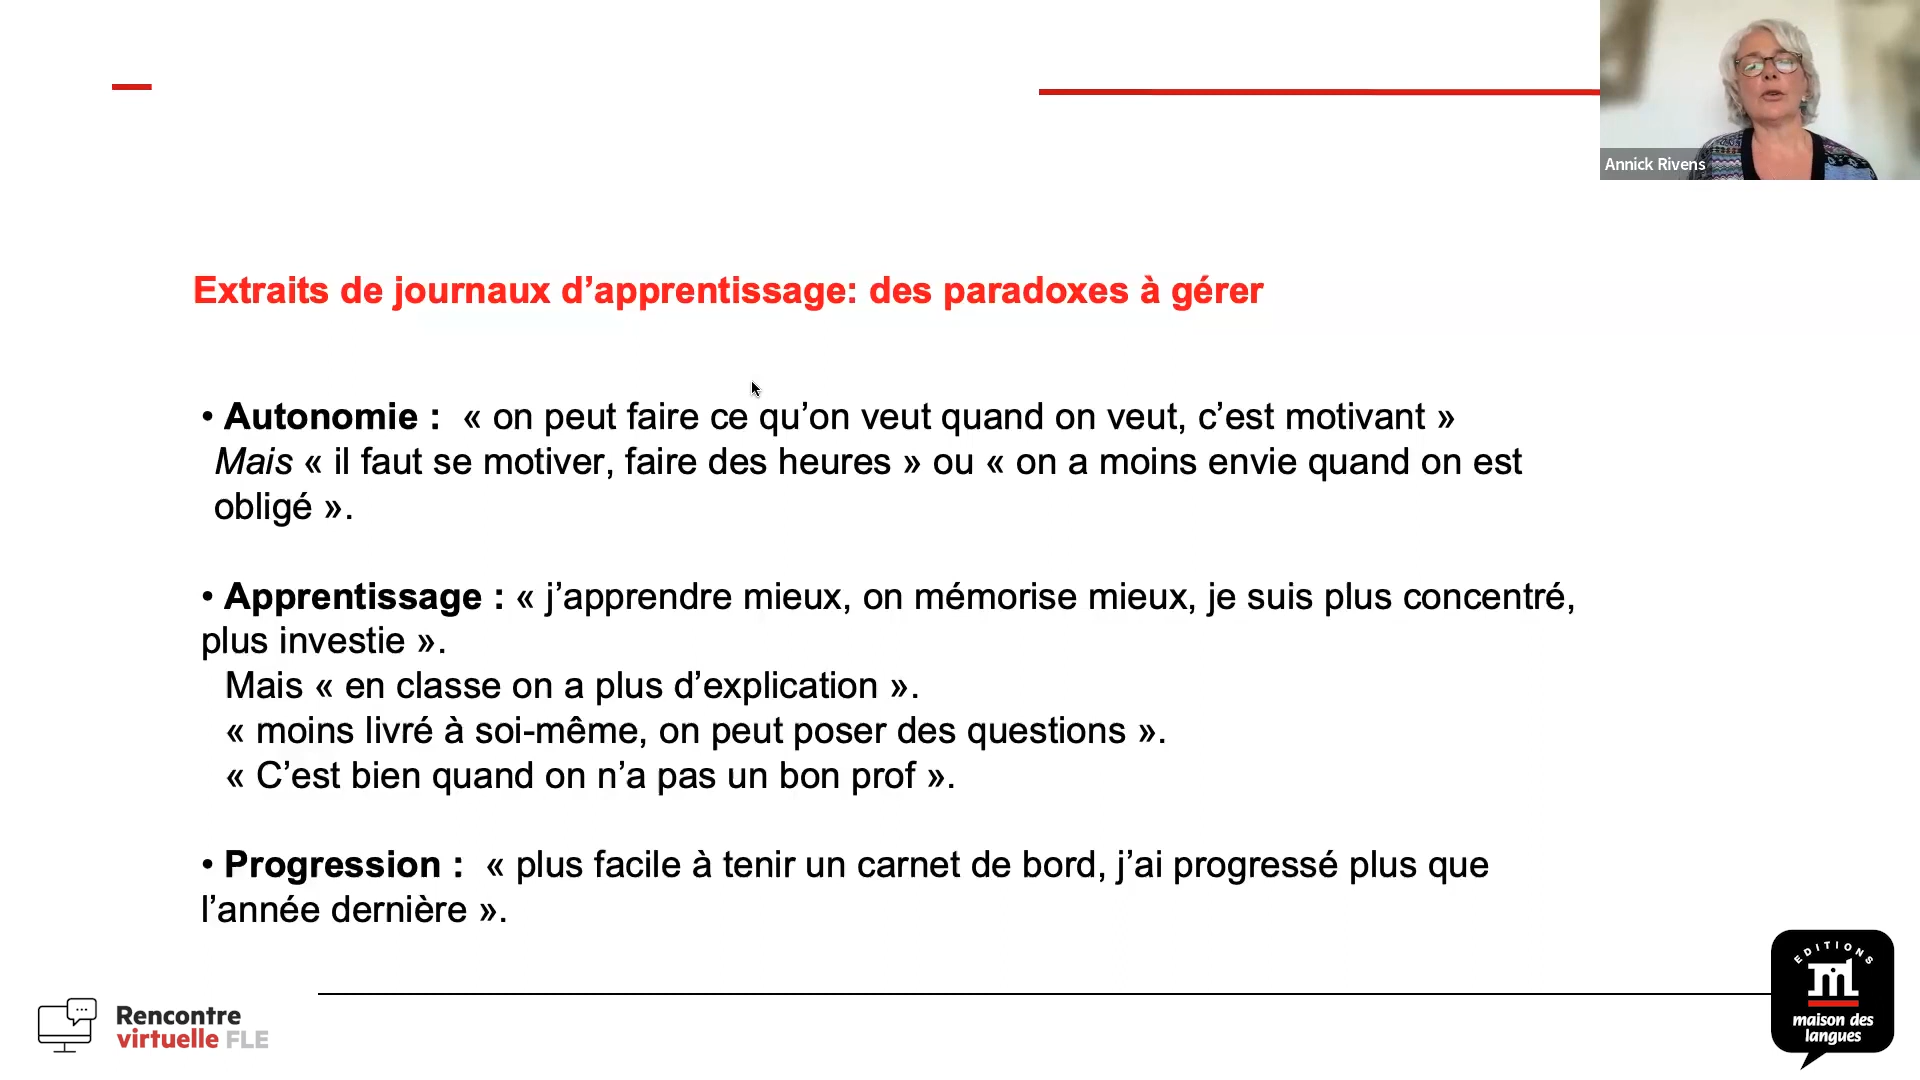 Annick Rivens
Extraits de journaux d’apprentissage: des paradoxes à gérer
• Autonomie : « on peut faire ce qu’on veut quand on veut, c’est motivant »
Mais « il faut se motiver, faire des heures » ou « on a moins envie quand on est
obligé ».
• Apprentissage : « j’apprendre mieux, on mémorise mieux, je suis plus concentré,
plus investie ».
Mais « en classe on a plus d’explication ».
« moins livré à soi-même, on peut poser des questions ».
« C’est bien quand on n’a pas un bon prof ».
• Progression : « plus facile à tenir un carnet de bord, j’ai progressé plus que
l’année dernière ».
Rencontre
virtuelle FLE
EDITIONS
maison des
langues